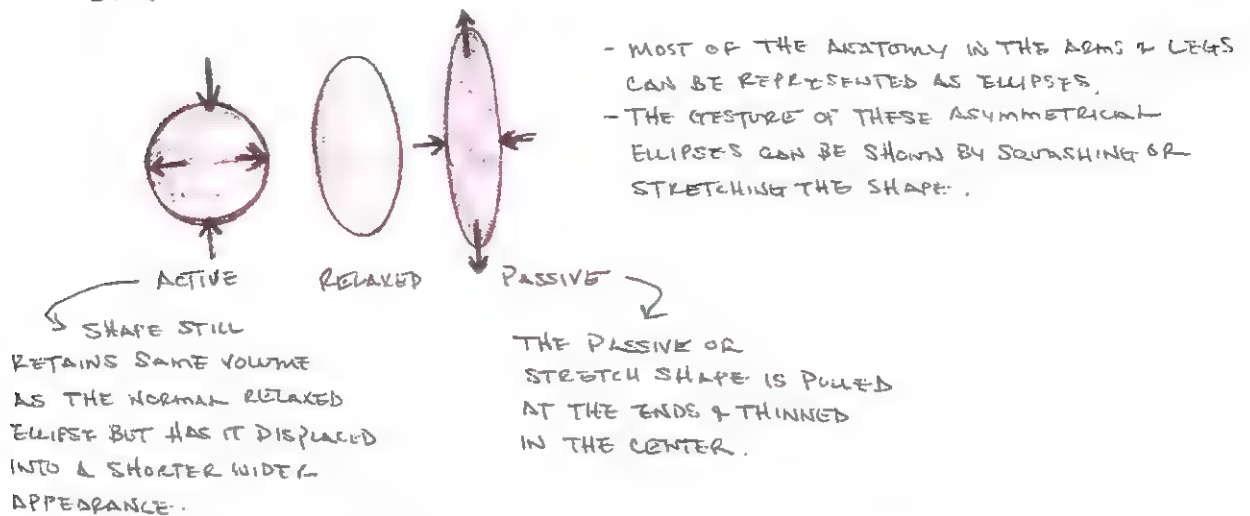 - MOST OF THE ANATOMY IN THE ARMS & LEGS
CAN BE REPRESENTED AS ELLIPSES.
- THE GESTURE OF THESE ASYMMETRICAL
ELLIPSES CAN BE SHOWN BY SQUASHING OR
STRETCHING THE SHAPE.
ACTIVE RELAXED PASSIVE
SHAPE STILL
RETAINS SAME VOLUME
AS THE NORMAL RELAXED
ELLIPSE BUT HAS IT DISPLACED
INTO A SHORTER WIDER
APPEARANCE.
THE PASSIVE OR
STRETCH SHAPE IS PULLED
AT THE ENDS & THINNED
IN THE CENTER.